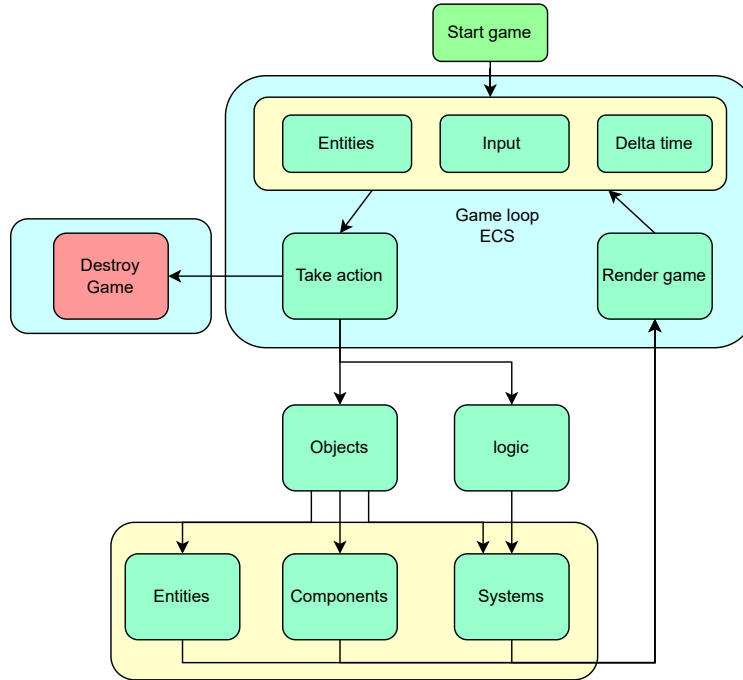 Start game
Entities
Input
Delta time
Game loop
ECS
Destroy
Game
Take action
Render game
Objects
logic
Entities
Components
Systems